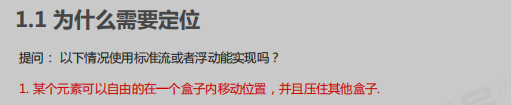 1.1 为什么需要定位
提问： 以下情况使用标准流或者浮动能实现吗？
1. 某个元素可以自由的在一个盒子内移动位置，并且压住其他盒子.